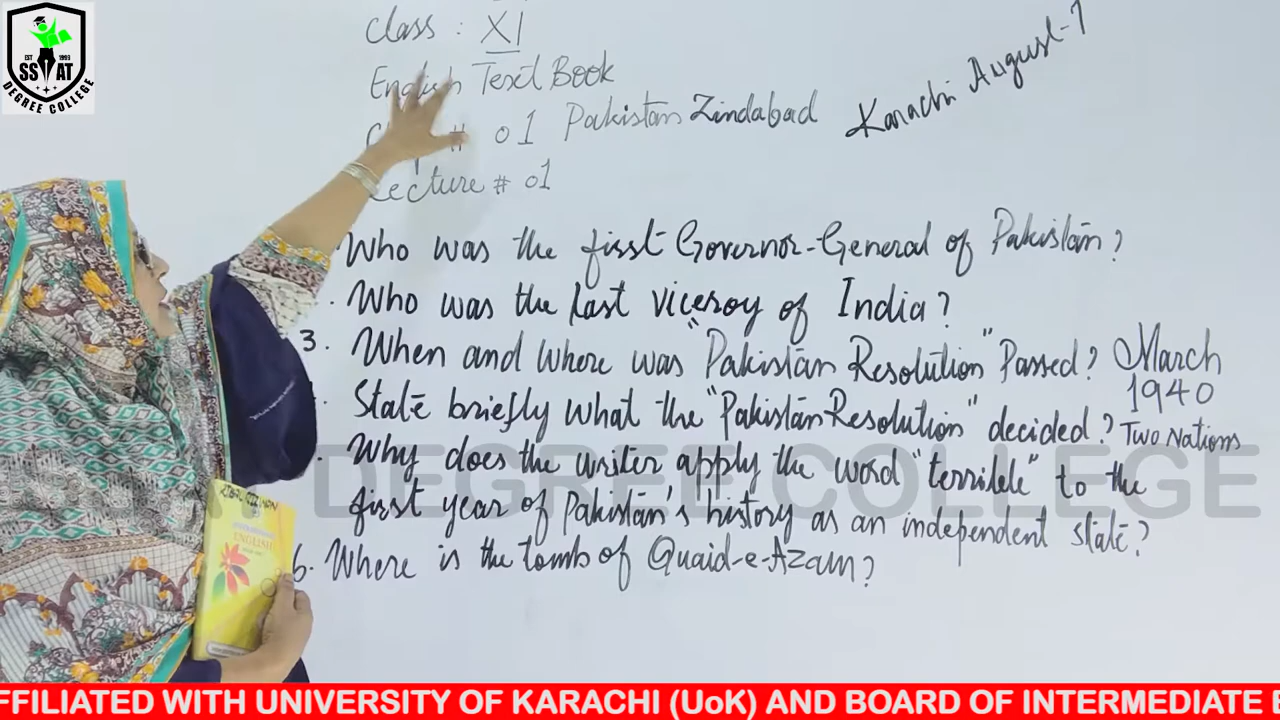 EST 1993
SS AT
DEGREE COLLEGE
Class : XI
English Text Book
# 01 Pakistan Zindabad
Karachi August-7
Lecture # 01
Who was the first Governor-General of Pakistan?
. Who was the last viceroy of India?
3. When and where was "Pakistan Resolution" Passed? March 1940
. State briefly what the "Pakistan Resolution" decided? Two Nations
. Why does the writer apply the word "terrible" to the
first year of Pakistan's history as an independent state?
6. Where is the tomb of Quaid-e-Azam?
ENGLISH
AT DEGREE COLLEGE
FFILIATED WITH UNIVERSITY OF KARACHI (UoK) AND BOARD OF INTERMEDIATE E